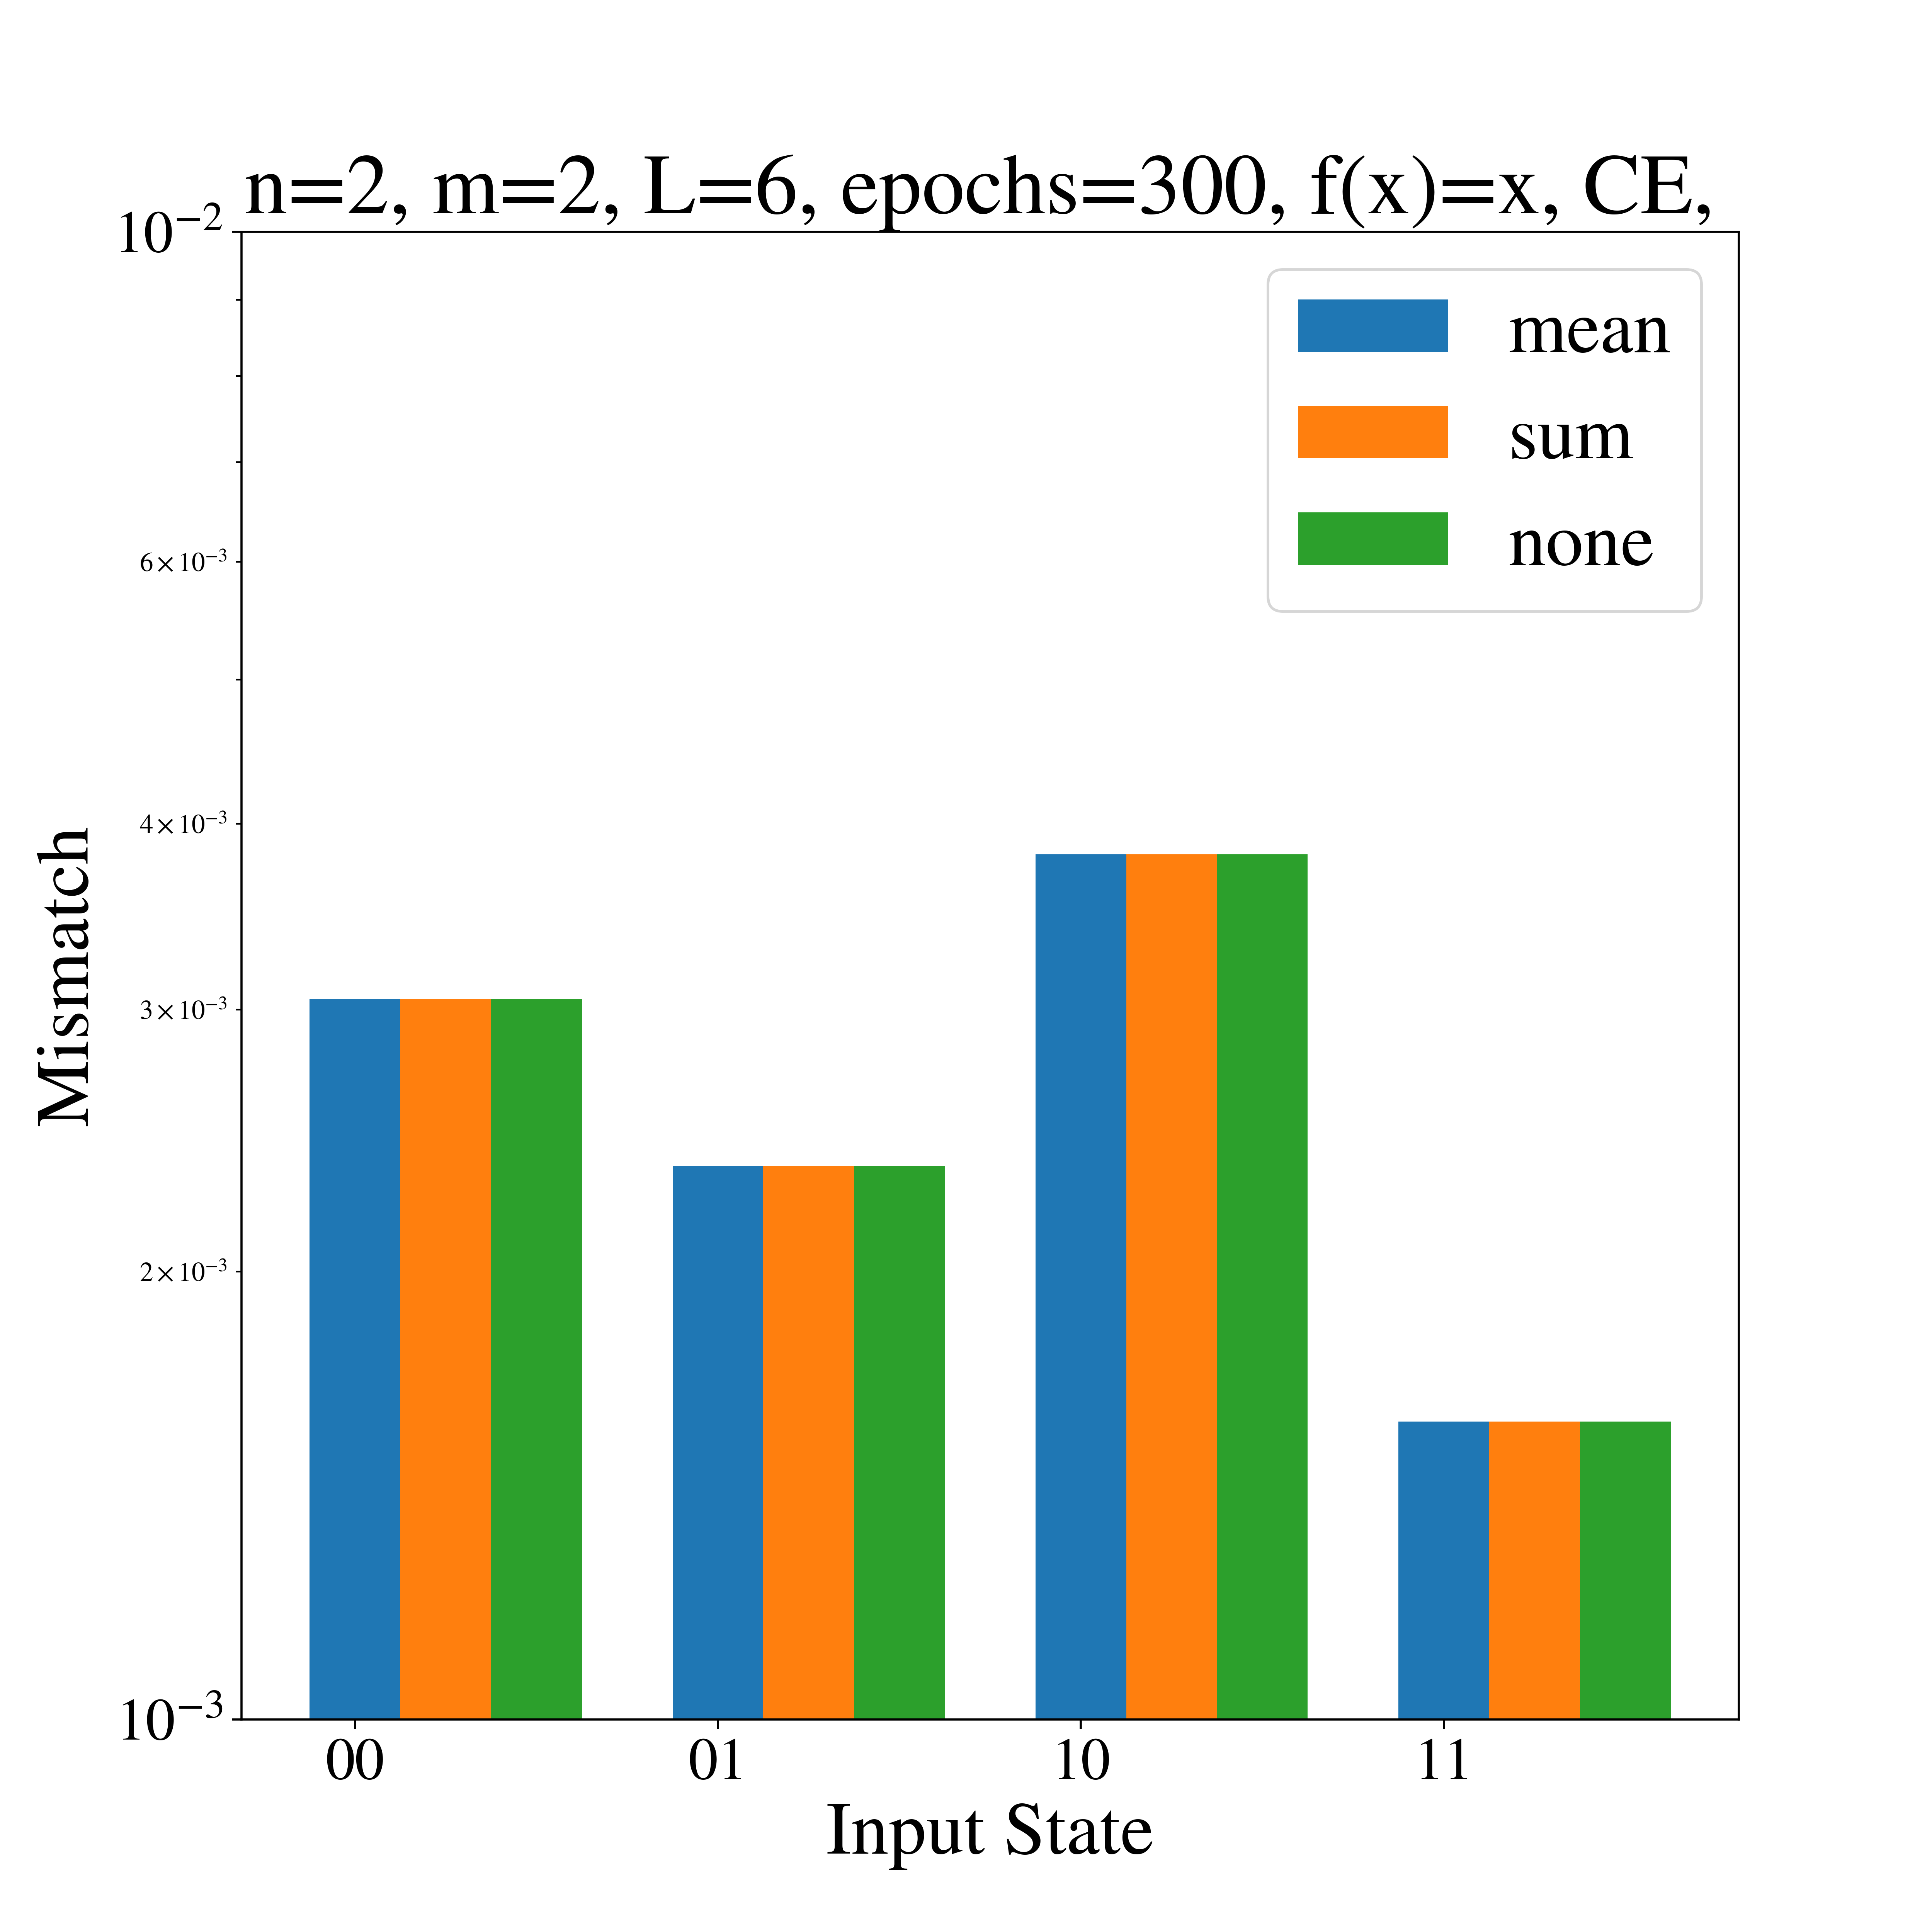 n=2, m=2, L=6, epochs=300, f(x)=x, CE,
10⁻²
6×10⁻³
4×10⁻³
3×10⁻³
2×10⁻³
10⁻³
Mismatch
mean
sum
none
00 01 10 11
Input State